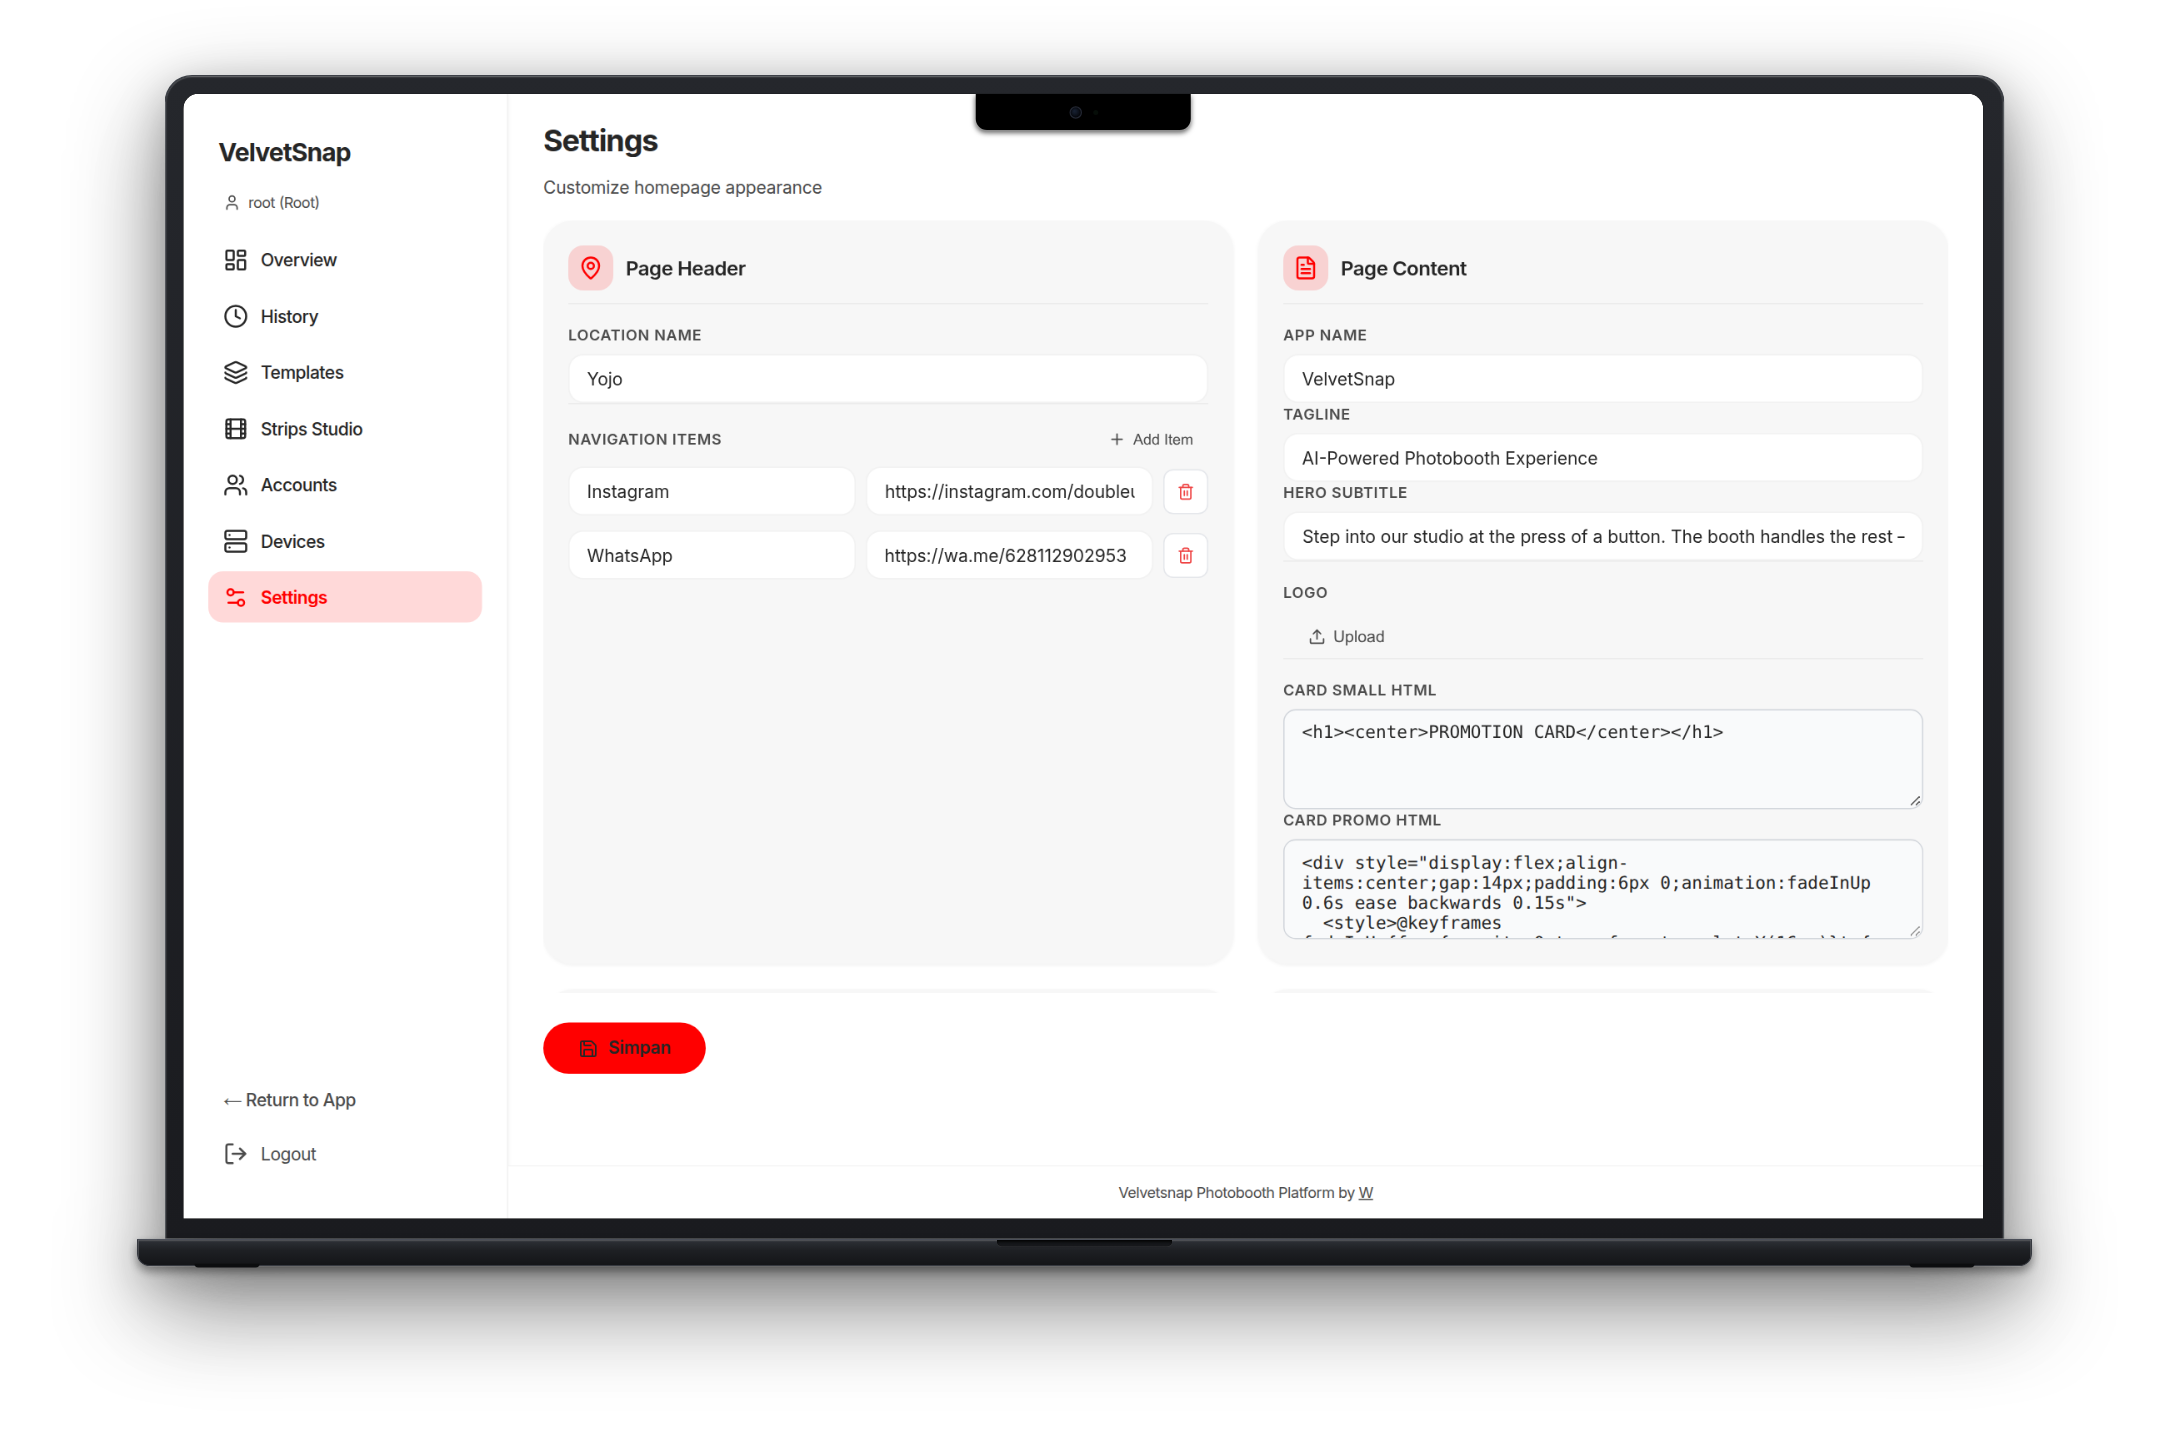 VelvetSnap
root (Root)
Overview
History
Templates
Strips Studio
Accounts
Devices
Settings
← Return to App
Logout
Settings
Customize homepage appearance
Page Header
LOCATION NAME
Yojo
NAVIGATION ITEMS
+ Add Item
Instagram
https://instagram.com/doubleu
WhatsApp
https://wa.me/628112902953
Page Content
APP NAME
VelvetSnap
TAGLINE
AI-Powered Photobooth Experience
HERO SUBTITLE
Step into our studio at the press of a button. The booth handles the rest –
LOGO
Upload
CARD SMALL HTML
<h1><center>PROMOTION CARD</center></h1>
CARD PROMO HTML
<div style="display:flex;align-
items:center;gap:14px;padding:6px 0;animation:fadeInUp
0.6s ease backwards 0.15s">
<style>@keyframes
Simpan
Velvetsnap Photobooth Platform by W